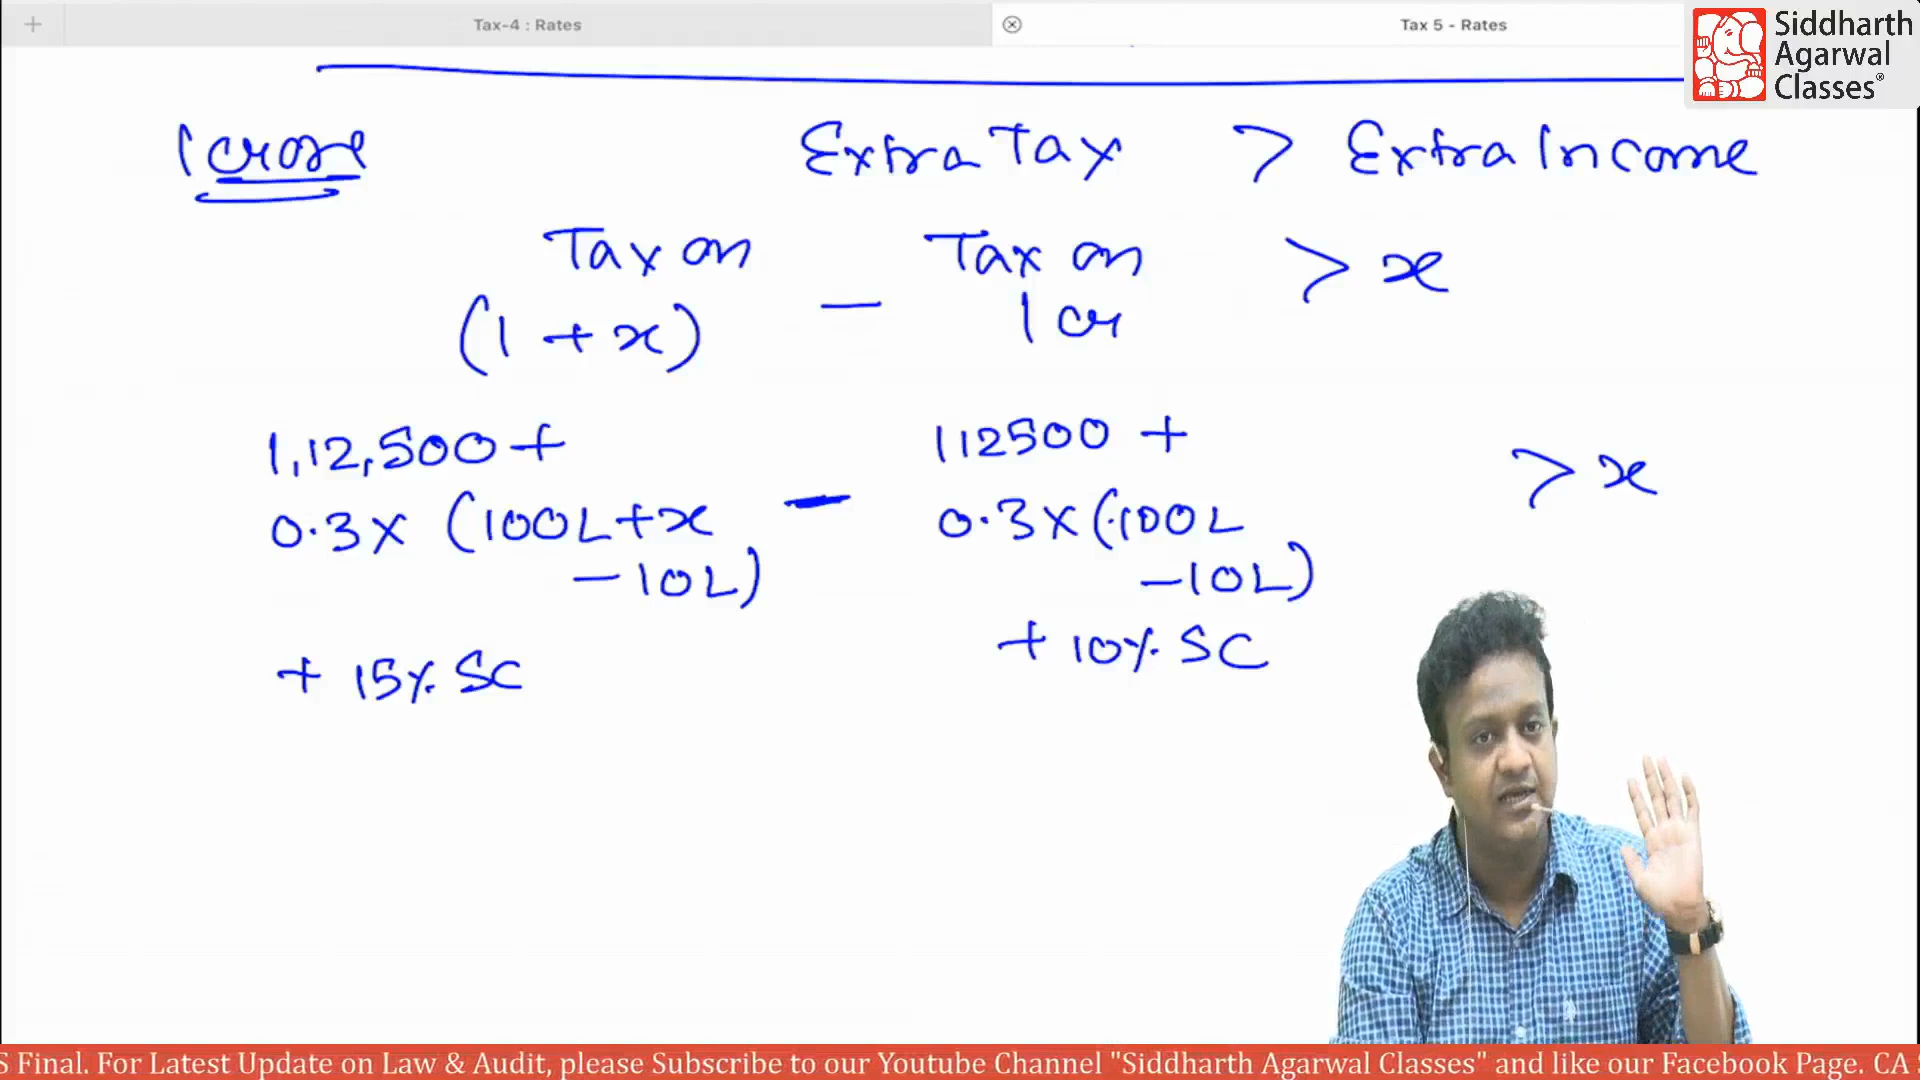 Tax-4 : Rates
Tax 5 - Rates
Siddharth
Agarwal
Classes®
1 crore Extra Tax > Extra Income
Tax on Tax on > x
(1 + x) — 1 cr
1,12,500 + 112500 + > x
0.3 x (100L + x — 0.3 x (100L
— 10L) — 10L)
+ 15% SC + 10% SC
S Final. For Latest Update on Law & Audit, please Subscribe to our Youtube Channel "Siddharth Agarwal Classes" and like our Facebook Page. CA